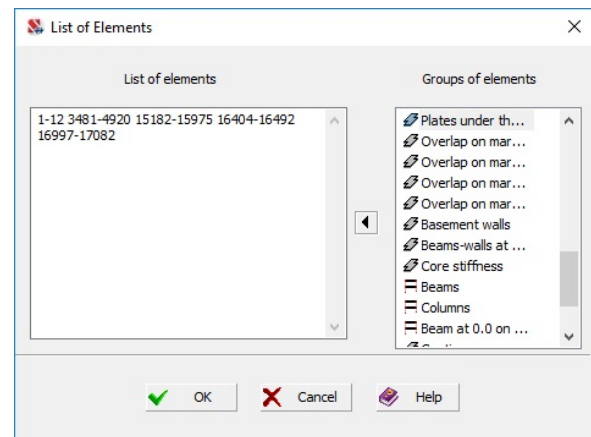 List of Elements
List of elements
Groups of elements
1-12 3481-4920 15182-15975 16404-16492
16997-17082
Plates under th...
Overlap on mar...
Overlap on mar...
Overlap on mar...
Overlap on mar...
Basement walls
Beams-walls at ...
Core stiffness
Beams
Columns
Beam at 0.0 on ...
OK
Cancel
Help